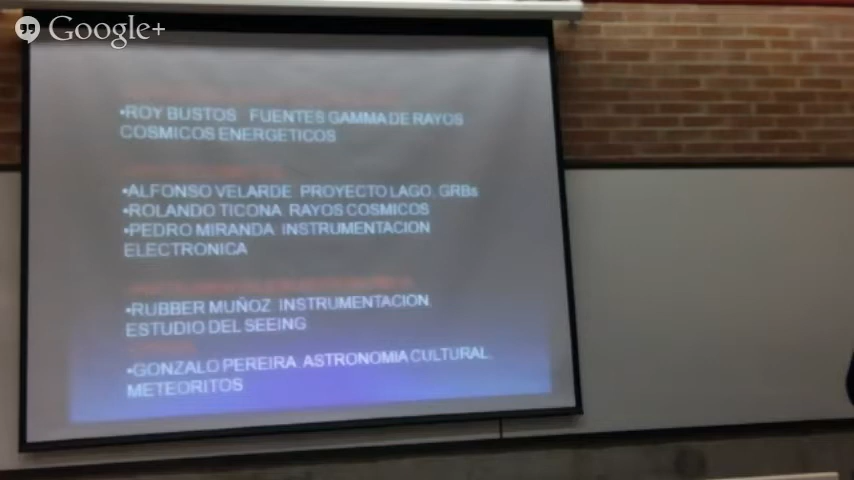 Google+
•ROY BUSTOS FUENTES GAMMA DE RAYOS
COSMICOS ENERGETICOS
•ALFONSO VELARDE PROYECTO LAGO. GRBs
•ROLANDO TICONA RAYOS COSMICOS
•PEDRO MIRANDA INSTRUMENTACION
ELECTRONICA
•RUBBER MUÑOZ INSTRUMENTACION.
ESTUDIO DEL SEEING
•GONZALO PEREIRA. ASTRONOMIA CULTURAL.
METEORITOS